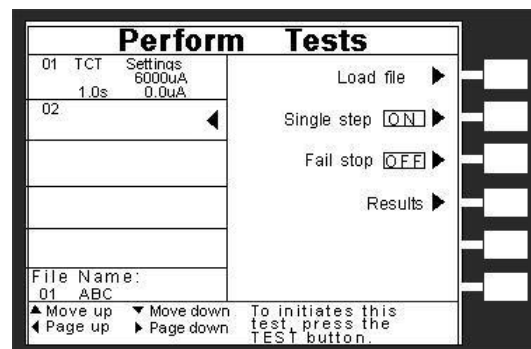 Perform Tests
01 TCT Settings
6000uA
1.0s 0.0uA
02
Load file
Single step ON
Fail stop OFF
Results
File Name:
01 ABC
▲ Move up ▼ Move down
◀ Page up ▶ Page down
To initiates this
test, press the
TEST button.